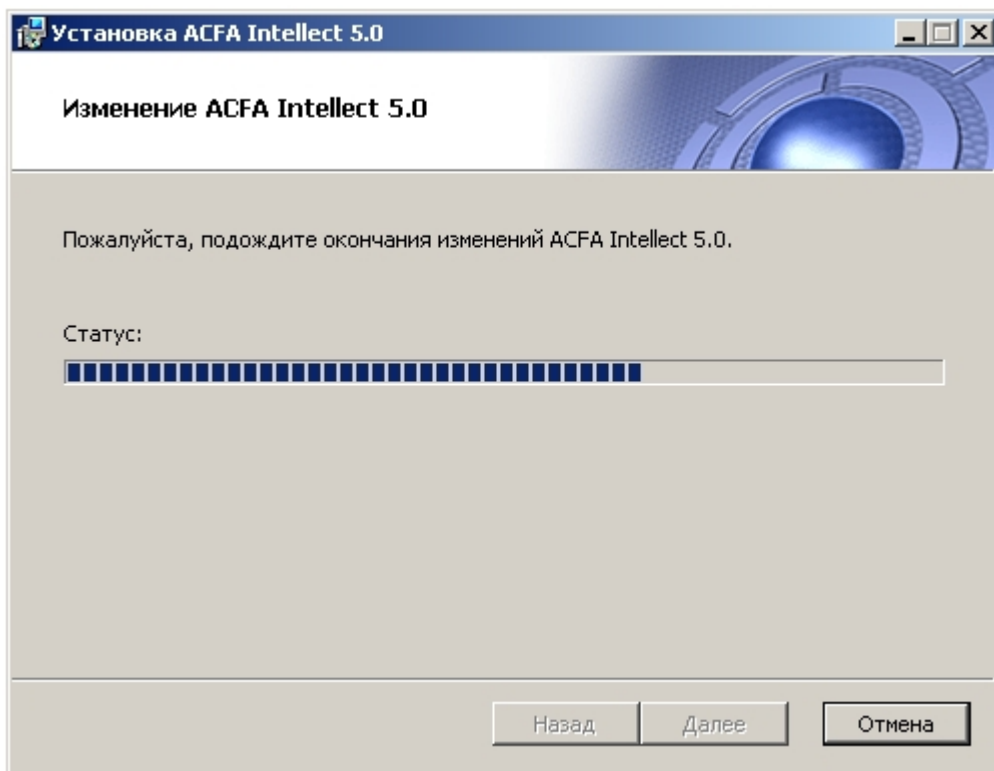 Установка ACFA Intellect 5.0
Изменение ACFA Intellect 5.0
Пожалуйста, подождите окончания изменений ACFA Intellect 5.0.
Статус:
Назад
Далее
Отмена